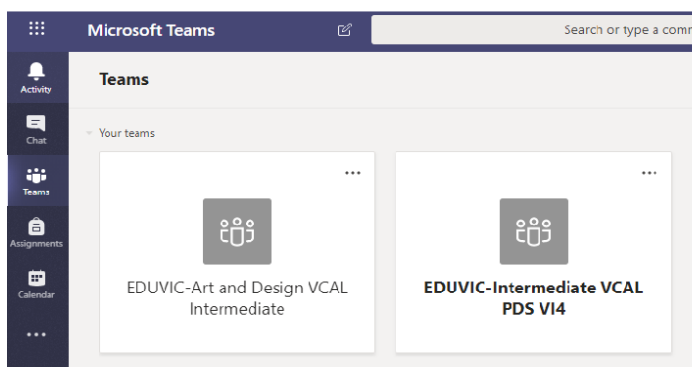 Microsoft Teams
Search or type a comm
Activity
Chat
Teams
Assignments
Calendar
Teams
Your teams
EDUVIC-Art and Design VCAL
Intermediate
EDUVIC-Intermediate VCAL
PDS VI4